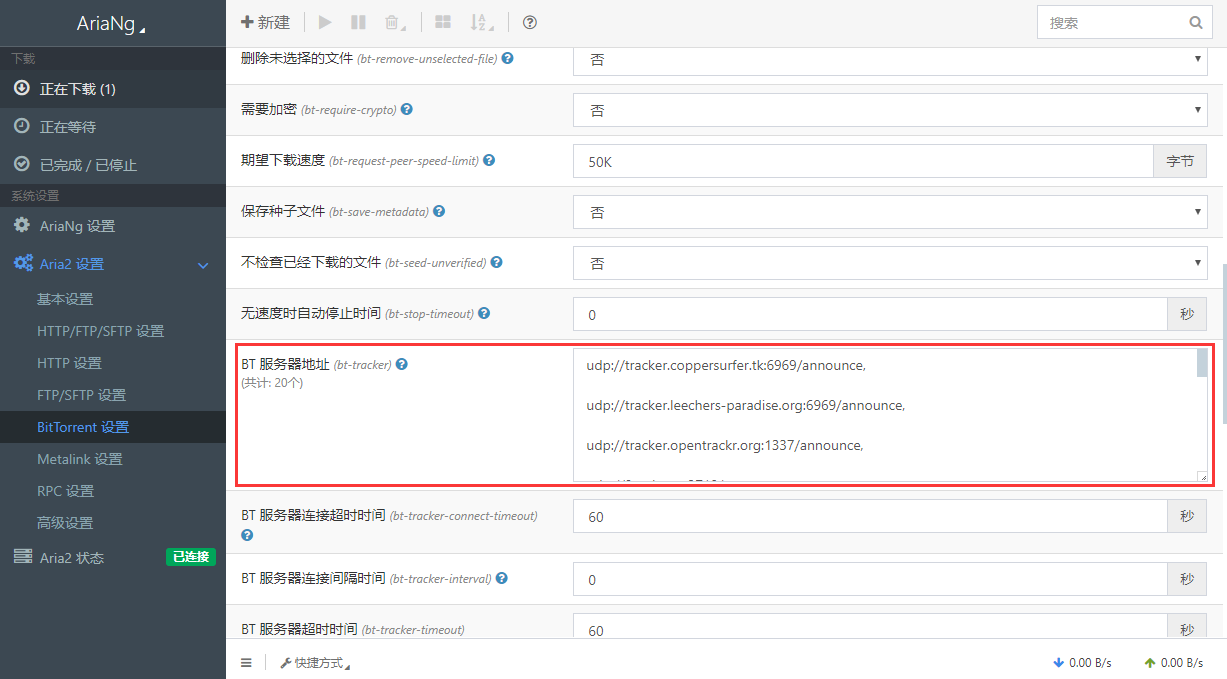 AriaNg
新建
搜索
下载
正在下载 (1)
正在等待
已完成 / 已停止
系统设置
AriaNg 设置
Aria2 设置
基本设置
HTTP/FTP/SFTP 设置
HTTP 设置
FTP/SFTP 设置
BitTorrent 设置
Metalink 设置
RPC 设置
高级设置
Aria2 状态 已连接
删除未选择的文件 (bt-remove-unselected-file) 否
需要加密 (bt-require-crypto) 否
期望下载速度 (bt-request-peer-speed-limit) 50K 字节
保存种子文件 (bt-save-metadata) 否
不检查已经下载的文件 (bt-seed-unverified) 否
无速度时自动停止时间 (bt-stop-timeout) 0 秒
BT 服务器地址 (bt-tracker)
(共计: 20个)
udp://tracker.coppersurfer.tk:6969/announce,
udp://tracker.leechers-paradise.org:6969/announce,
udp://tracker.opentrackr.org:1337/announce,
BT 服务器连接超时时间 (bt-tracker-connect-timeout) 60 秒
BT 服务器连接间隔时间 (bt-tracker-interval) 0 秒
BT 服务器超时时间 (bt-tracker-timeout) 60 秒
快捷方式
0.00 B/s 0.00 B/s